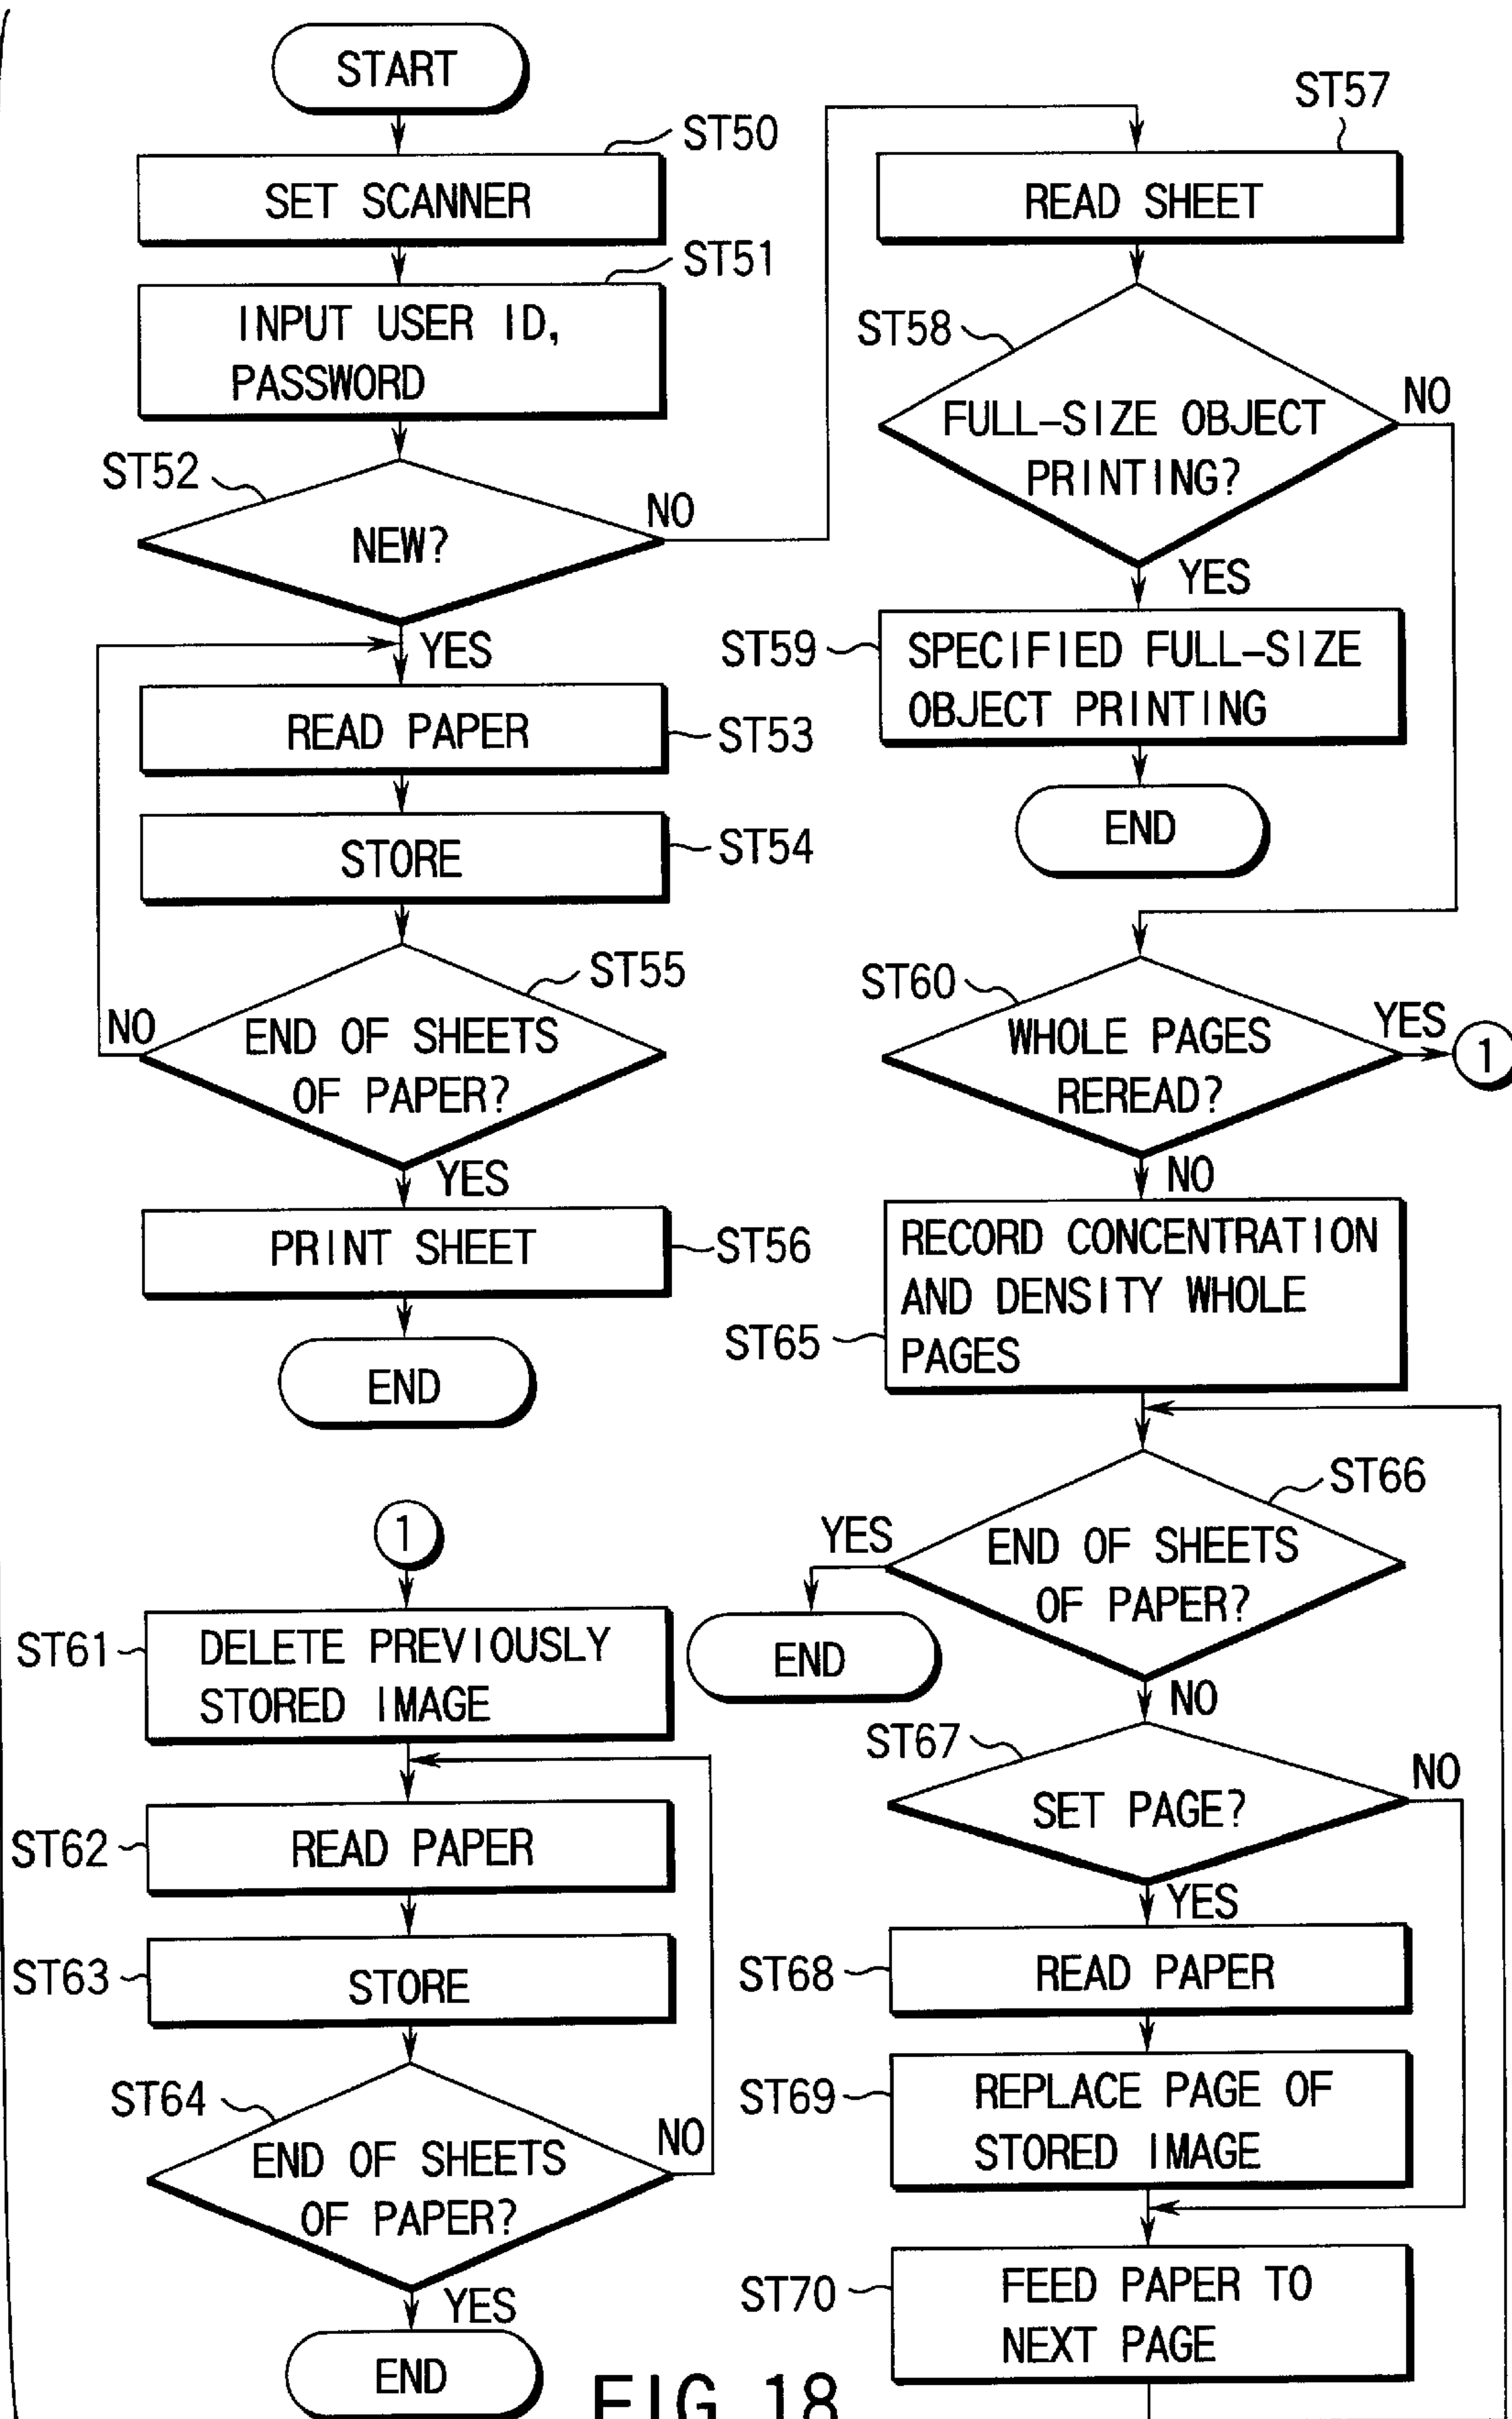 START
ST50
SET SCANNER
ST51
INPUT USER ID,
PASSWORD
ST52
NEW?
NO
YES
READ PAPER
ST53
STORE
ST54
ST55
NO
END OF SHEETS
OF PAPER?
YES
PRINT SHEET
ST56
END
ST57
READ SHEET
ST58
FULL-SIZE OBJECT
PRINTING?
NO
YES
ST59
SPECIFIED FULL-SIZE
OBJECT PRINTING
END
ST60
WHOLE PAGES
REREAD?
YES
1
NO
RECORD CONCENTRATION
AND DENSITY WHOLE
PAGES
ST65
ST66
YES
END OF SHEETS
OF PAPER?
END
NO
ST67
SET PAGE?
NO
YES
ST68
READ PAPER
ST69
REPLACE PAGE OF
STORED IMAGE
ST70
FEED PAPER TO
NEXT PAGE
1
ST61
DELETE PREVIOUSLY
STORED IMAGE
ST62
READ PAPER
ST63
STORE
ST64
END OF SHEETS
OF PAPER?
NO
YES
END
FIG. 18